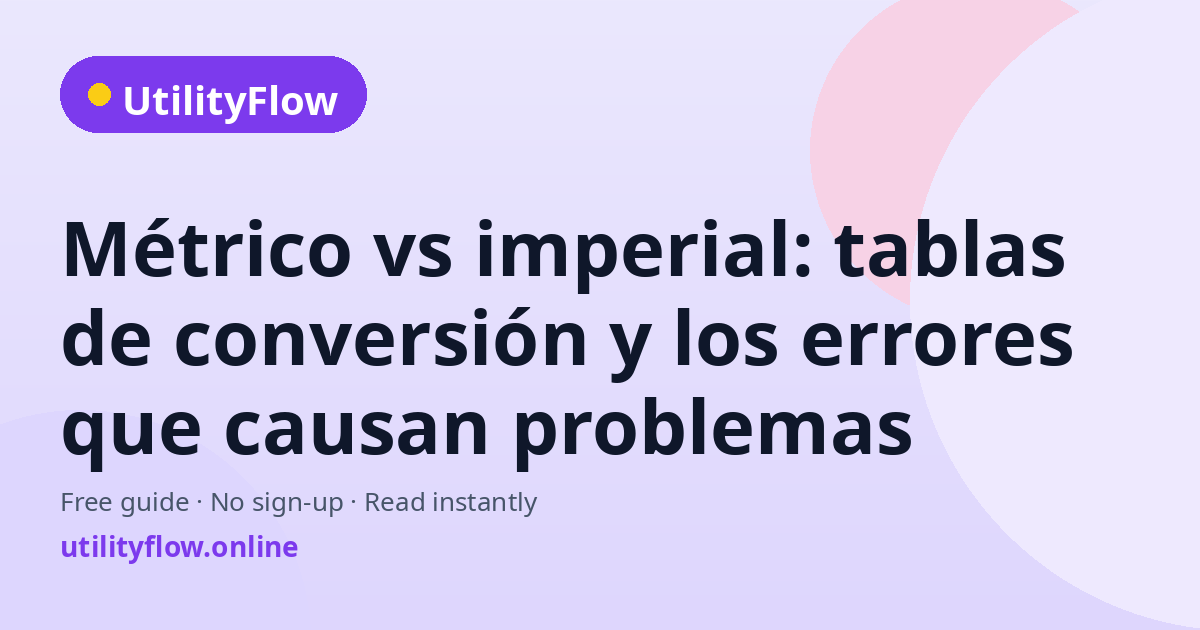 UtilityFlow
Métrico vs imperial: tablas
de conversión y los errores
que causan problemas
Free guide · No sign-up · Read instantly
utilityflow.online